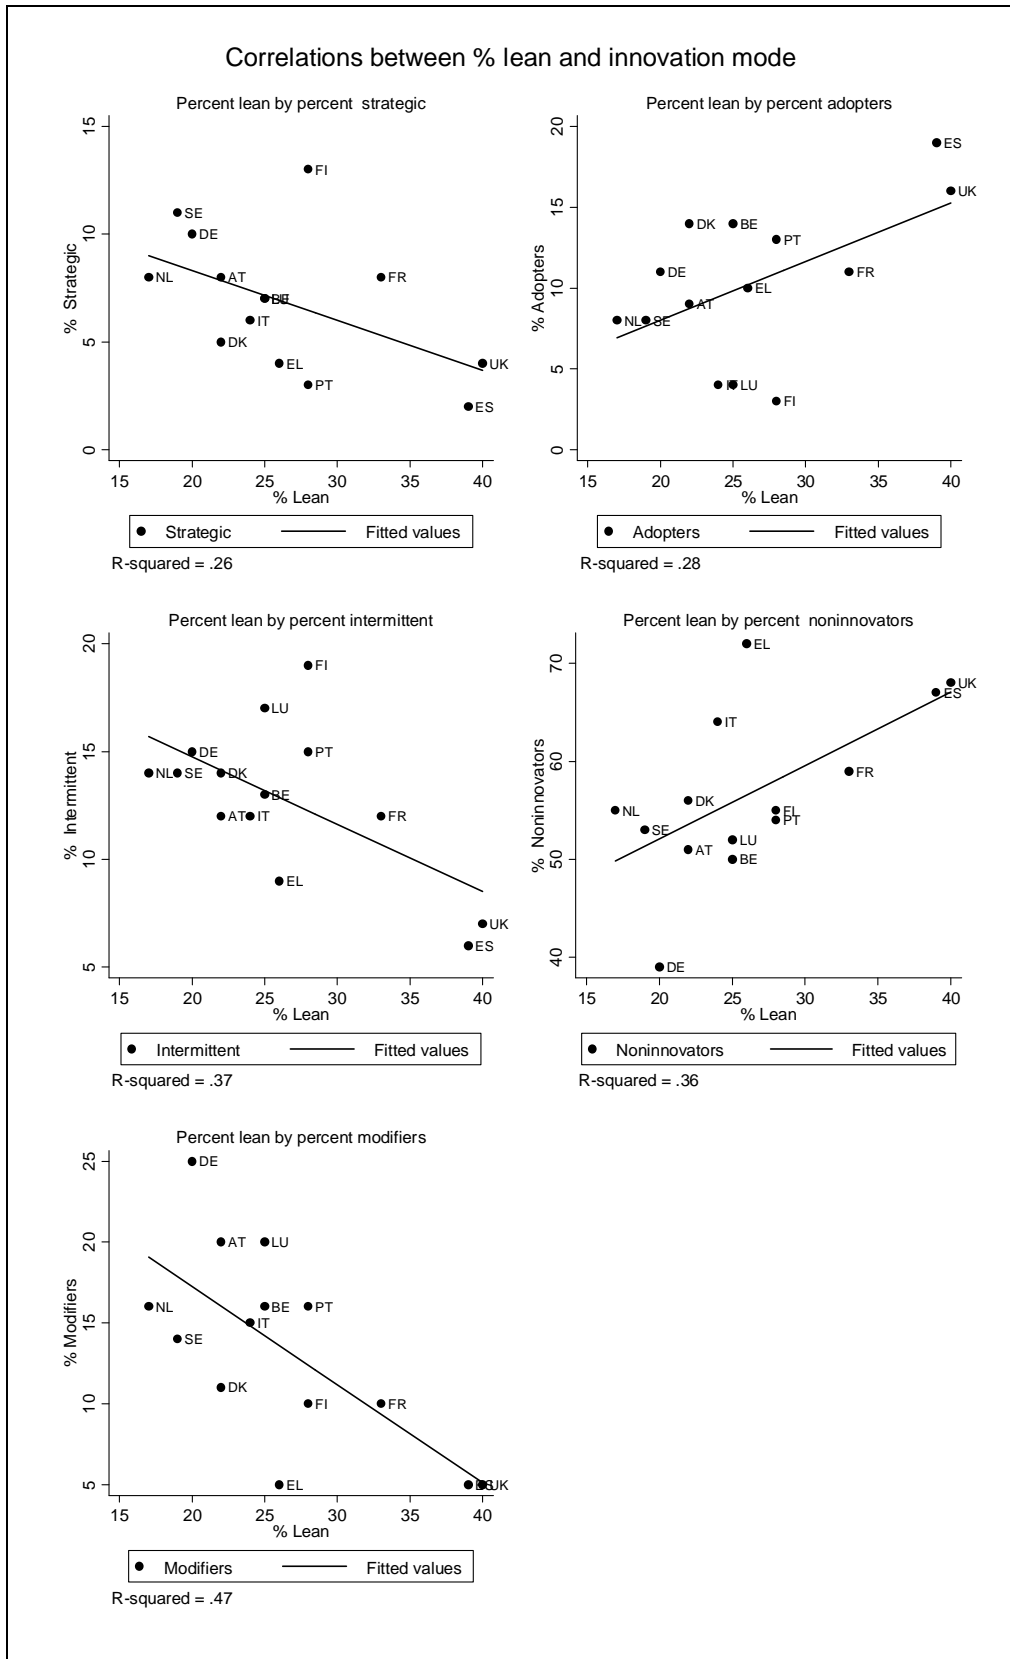 Correlations between % lean and innovation mode
Percent lean by percent strategic
% Strategic
15
10
5
0
FI
SE
DE
NL
AT
FR
IT
DK
EL
UK
PT
ES
15 20 25 30 35 40
% Lean
Strategic Fitted values
R-squared = .26
Percent lean by percent adopters
% Adopters
20
15
10
5
0
ES
UK
DK
BE
PT
DE
FR
EL
AT
NL
SE
LU
FI
15 20 25 30 35 40
% Lean
Adopters Fitted values
R-squared = .28
Percent lean by percent intermittent
% Intermittent
20
15
10
5
FI
LU
DE
PT
NL
SE
DK
BE
AT
IT
FR
EL
UK
ES
15 20 25 30 35 40
% Lean
Intermittent Fitted values
R-squared = .37
Percent lean by percent noninnovators
% Noninnovators
70
60
50
40
EL
UK
ES
IT
FR
DK
NL
FI
PT
SE
LU
AT
BE
DE
15 20 25 30 35 40
% Lean
Noninnovators Fitted values
R-squared = .36
Percent lean by percent modifiers
% Modifiers
25
20
15
10
5
DE
AT
LU
NL
BE
PT
IT
SE
DK
FI
FR
EL
UK
15 20 25 30 35 40
% Lean
Modifiers Fitted values
R-squared = .47